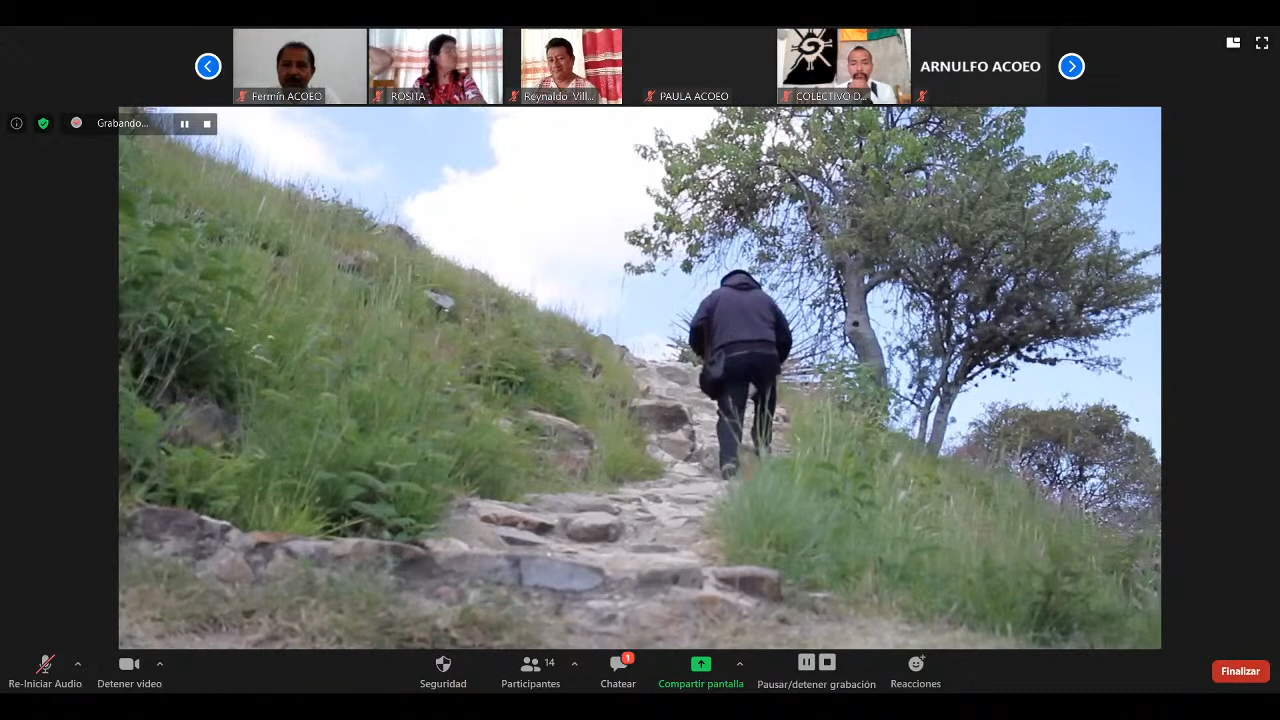 Fermín ACOEO
ROSITA
Reynaldo Vill...
PAULA ACOEO
COLECTIVO D...
ARNULFO ACOEO
Grabando...
Re-Iniciar Audio
Detener video
Seguridad
14
Participantes
1
Chatear
Compartir pantalla
Pausar/detener grabación
Reacciones
Finalizar